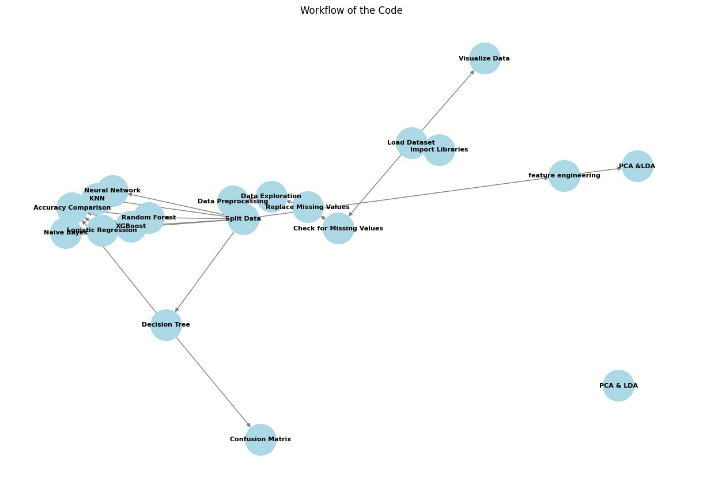 Workflow of the Code
Visualize Data
Load Dataset
Import Libraries
PCA &LDA
feature engineering
Neural Network
KNN
Data Exploration
Data Preprocessing
Accuracy Comparison
Replace Missing Values
Random Forest
Split Data
XGBoost
Check for Missing Values
Logistic Regression
Naive Bayes
Decision Tree
PCA & LDA
Confusion Matrix